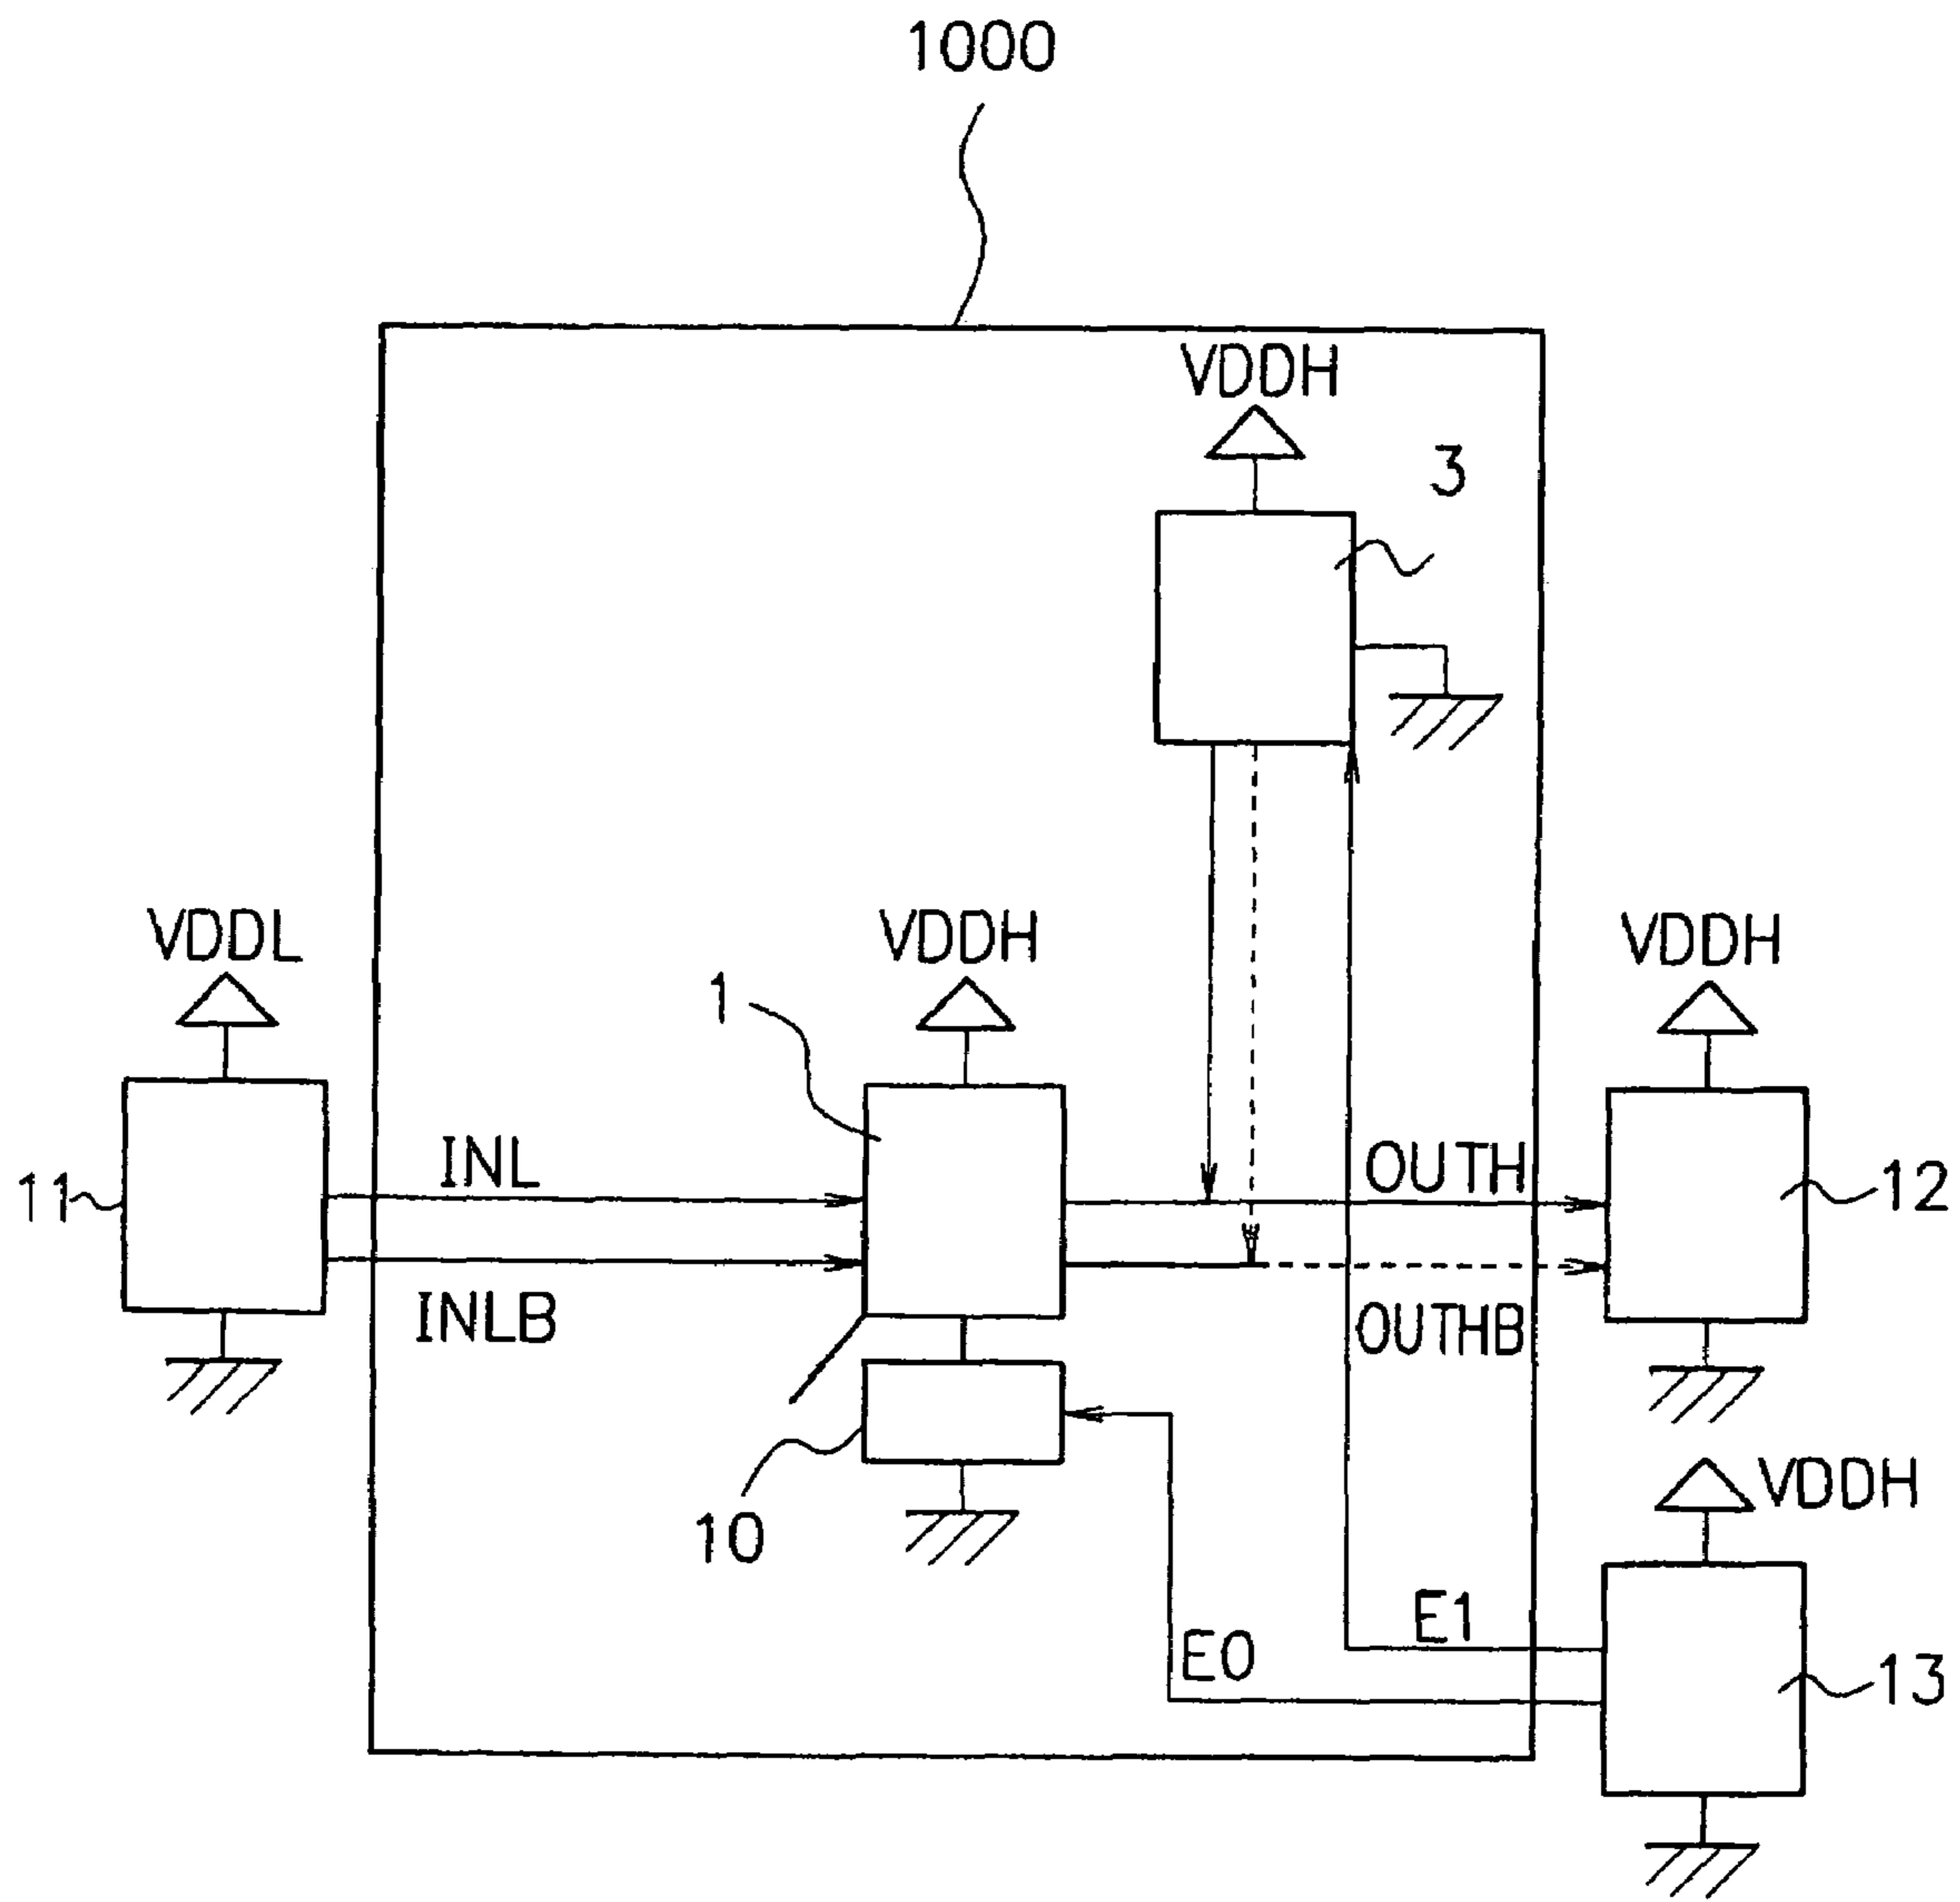 1000
VDDH
3
VDDL
VDDH
VDDH
1
11
INL
OUTH
12
INLB
OUTHB
10
VDDH
E1
E0
13